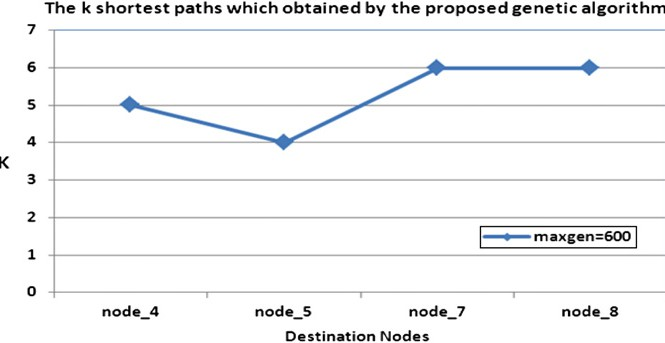 The k shortest paths which obtained by the proposed genetic algorithm
7
6
5
4
K
3
2
1
0
maxgen=600
node_4 node_5 node_7 node_8
Destination Nodes